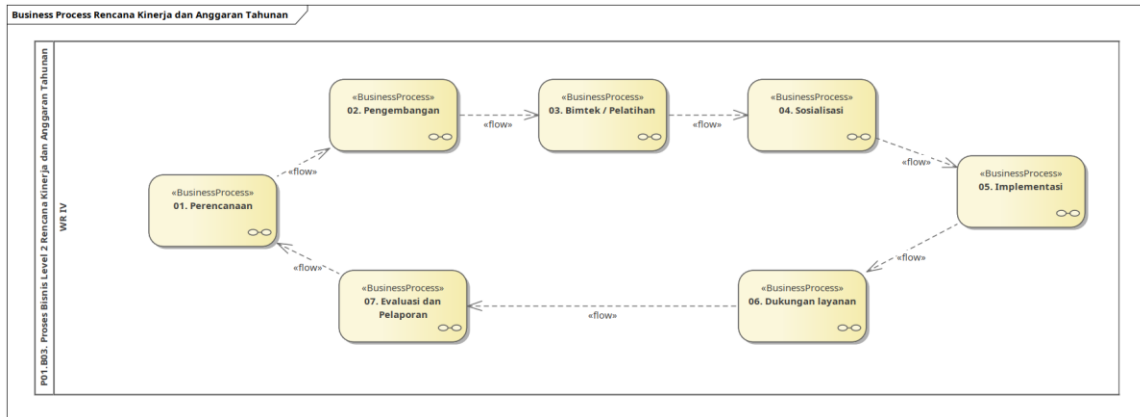 Business Process Rencana Kinerja dan Anggaran Tahunan
P01.B03. Proses Bisnis Level 2 Rencana Kinerja dan Anggaran Tahunan
WR IV
«BusinessProcess»
01. Perencanaan
«flow»
«BusinessProcess»
02. Pengembangan
«flow»
«BusinessProcess»
03. Bimtek / Pelatihan
«flow»
«BusinessProcess»
04. Sosialisasi
«flow»
«BusinessProcess»
05. Implementasi
«flow»
«BusinessProcess»
06. Dukungan layanan
«flow»
«BusinessProcess»
07. Evaluasi dan
Pelaporan
«flow»